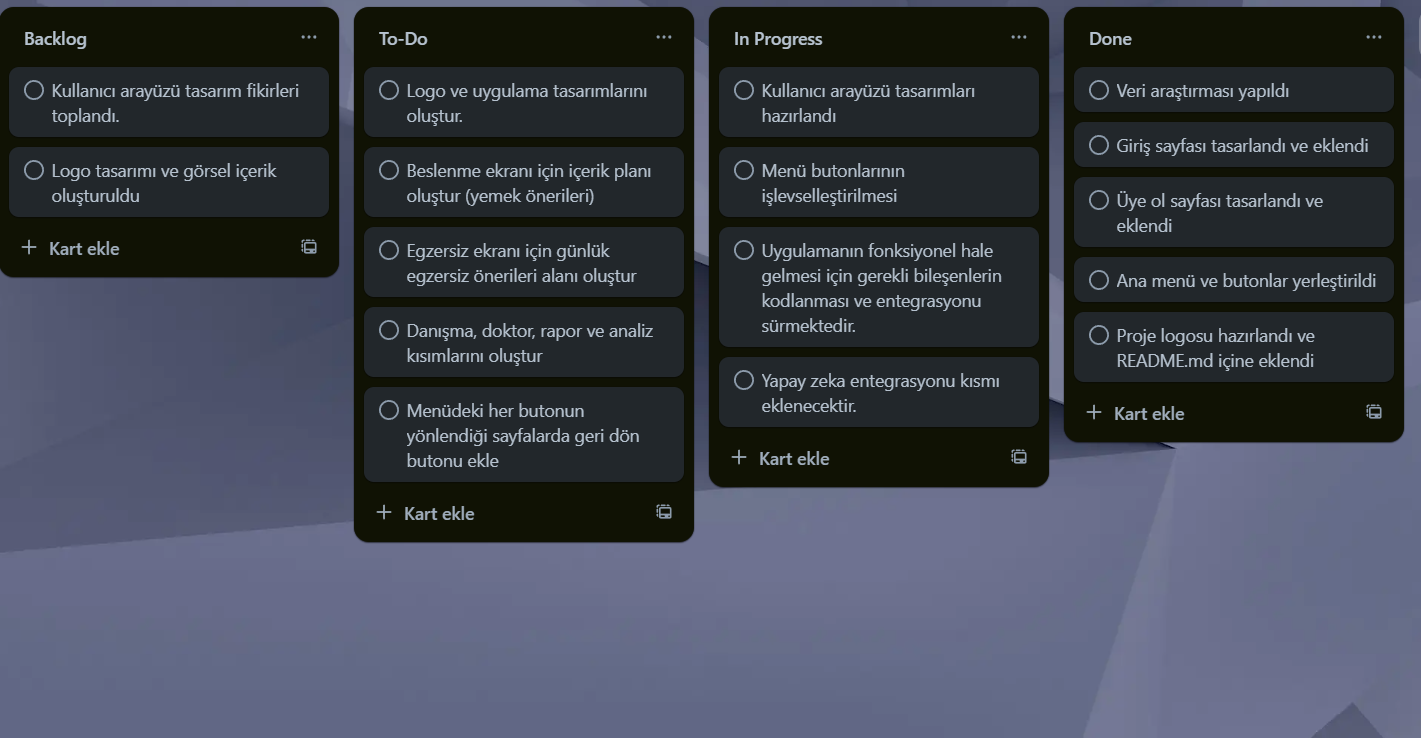 Backlog
Kullanıcı arayüzü tasarım fikirleri
toplandı.
Logo tasarımı ve görsel içerik
oluşturuldu
Kart ekle
To-Do
Logo ve uygulama tasarımlarını
oluştur.
Beslenme ekranı için içerik planı
oluştur (yemek önerileri)
Egzersiz ekranı için günlük
egzersiz önerileri alanı oluştur
Danışma, doktor, rapor ve analiz
kısımlarını oluştur
Menüdeki her butonun
yönlendiği sayfalarda geri dön
butonu ekle
Kart ekle
In Progress
Kullanıcı arayüzü tasarımları
hazırlandı
Menü butonlarının
işlevselleştirilmesi
Uygulamanın fonksiyonel hale
gelmesi için gerekli bileşenlerin
kodlanması ve entegrasyonu
sürmektedir.
Yapay zeka entegrasyonu kısmı
eklenecektir.
Kart ekle
Done
Veri araştırması yapıldı
Giriş sayfası tasarlandı ve eklendi
Üye ol sayfası tasarlandı ve
eklendi
Ana menü ve butonlar yerleştirildi
Proje logosu hazırlandı ve
README.md içine eklendi
Kart ekle